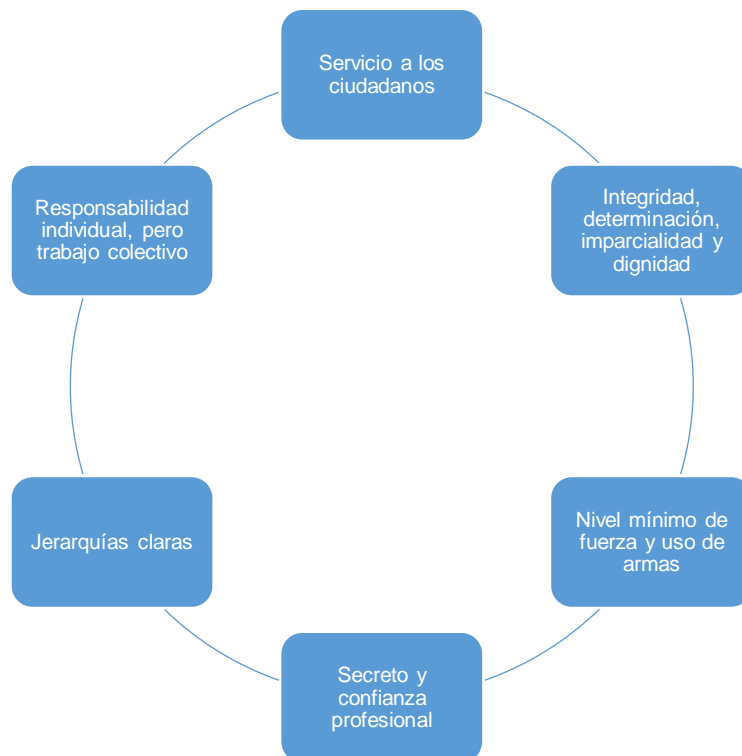 Servicio a los
ciudadanos
Integridad,
determinación,
imparcialidad y
dignidad
Nivel mínimo de
fuerza y uso de
armas
Secreto y
confianza
profesional
Jerarquías claras
Responsabilidad
individual, pero
trabajo colectivo